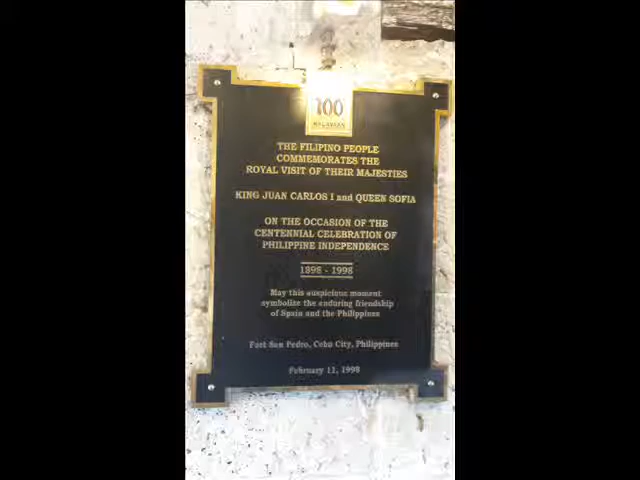 100
KALAYAAN
THE FILIPINO PEOPLE
COMMEMORATES THE
ROYAL VISIT OF THEIR MAJESTIES
KING JUAN CARLOS I and QUEEN SOFIA
ON THE OCCASION OF THE
CENTENNIAL CELEBRATION OF
PHILIPPINE INDEPENDENCE
1898 - 1998
May this auspicious moment
symbolize the enduring friendship
of Spain and the Philippines
Fort San Pedro, Cebu City, Philippines
February 11, 1998